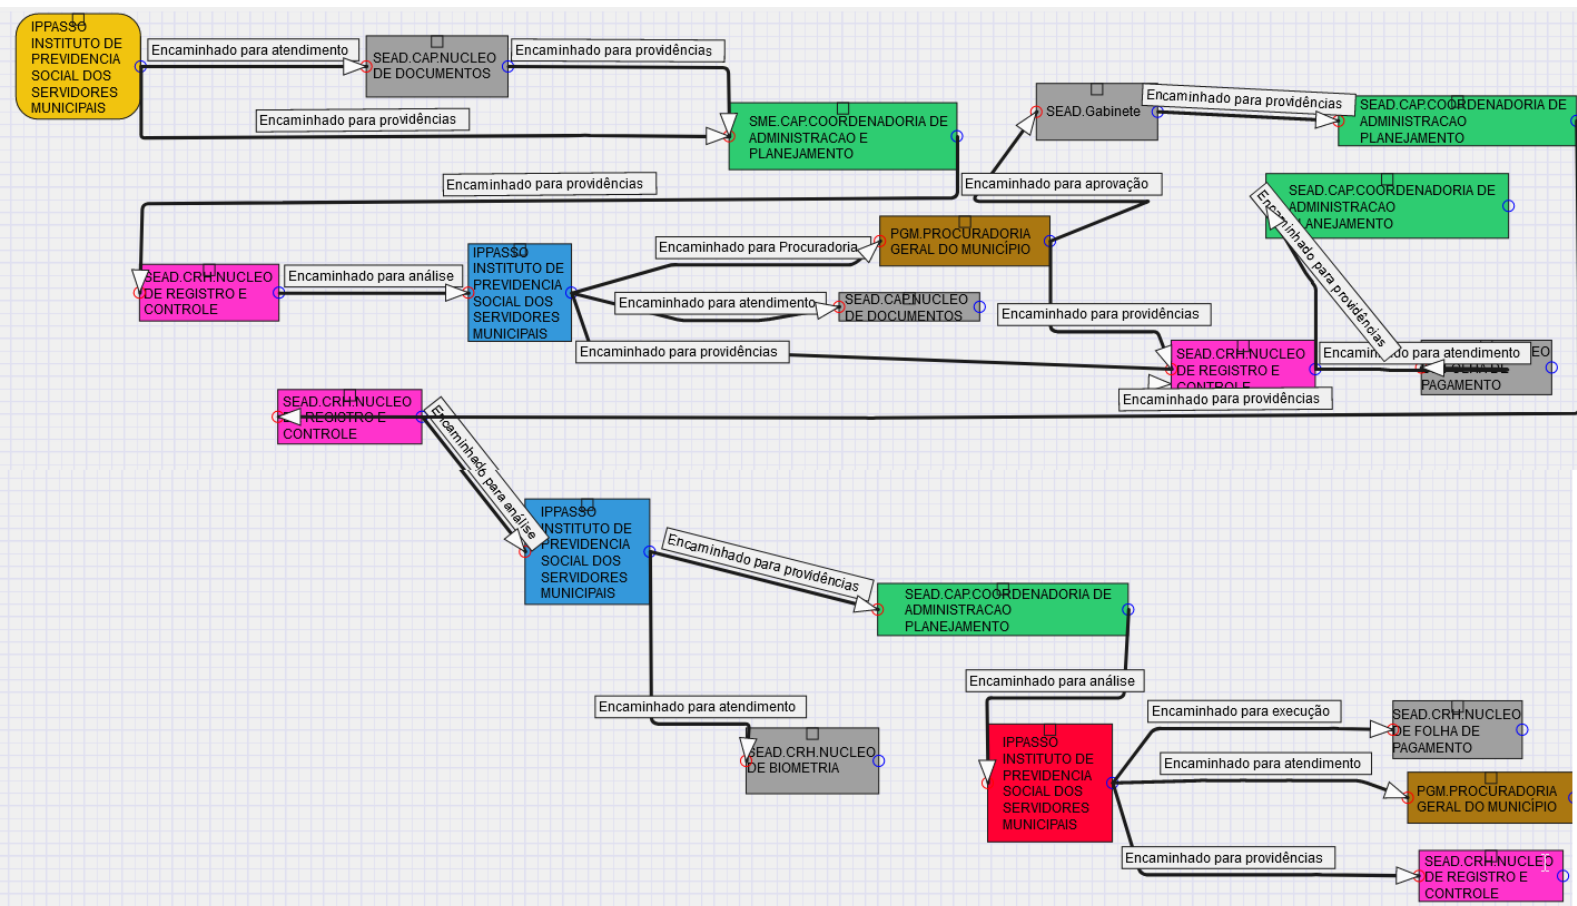 IPPASSO
INSTITUTO DE
PREVIDENCIA
SOCIAL DOS
SERVIDORES
MUNICIPAIS
Encaminhado para atendimento
SEAD.CAP.NUCLEO
DE DOCUMENTOS
Encaminhado para providências
Encaminhado para providências
SME.CAP.COORDENADORIA DE
ADMINISTRACAO E
PLANEJAMENTO
SEAD.Gabinete
Encaminhado para providências
SEAD.CAP.COORDENADORIA DE
ADMINISTRACAO
PLANEJAMENTO
Encaminhado para providências
Encaminhado para aprovação
SEAD.CAP.COORDENADORIA DE
ADMINISTRACAO
LANEJAMENTO
Encaminhado para providências
SEAD.CRH.NUCLEO
DE REGISTRO E
CONTROLE
Encaminhado para análise
IPPASSO
INSTITUTO DE
PREVIDENCIA
SOCIAL DOS
SERVIDORES
MUNICIPAIS
Encaminhado para Procuradoria
PGM.PROCURADORIA
GERAL DO MUNICÍPIO
Encaminhado para atendimento
SEAD.CAP.NUCLEO
DE DOCUMENTOS
Encaminhado para providências
Encaminhado para providências
SEAD.CRH.NUCLEO
DE REGISTRO E
CONTROLE
Encaminhado para atendimento
EO
FOLHA DE
PAGAMENTO
Encaminhado para providências
SEAD.CRH.NUCLEO
REGISTRO E
CONTROLE
Encaminhado para análise
IPPASSO
INSTITUTO DE
PREVIDENCIA
SOCIAL DOS
SERVIDORES
MUNICIPAIS
Encaminhado para providências
SEAD.CAP.COORDENADORIA DE
ADMINISTRACAO
PLANEJAMENTO
Encaminhado para atendimento
SEAD.CRH.NUCLEO
DE BIOMETRIA
Encaminhado para análise
IPPASSO
INSTITUTO DE
PREVIDENCIA
SOCIAL DOS
SERVIDORES
MUNICIPAIS
Encaminhado para execução
SEAD.CRH.NUCLEO
DE FOLHA DE
PAGAMENTO
Encaminhado para atendimento
PGM.PROCURADORIA
GERAL DO MUNICÍPIO
Encaminhado para providências
SEAD.CRH.NUCLEO
DE REGISTRO E
CONTROLE